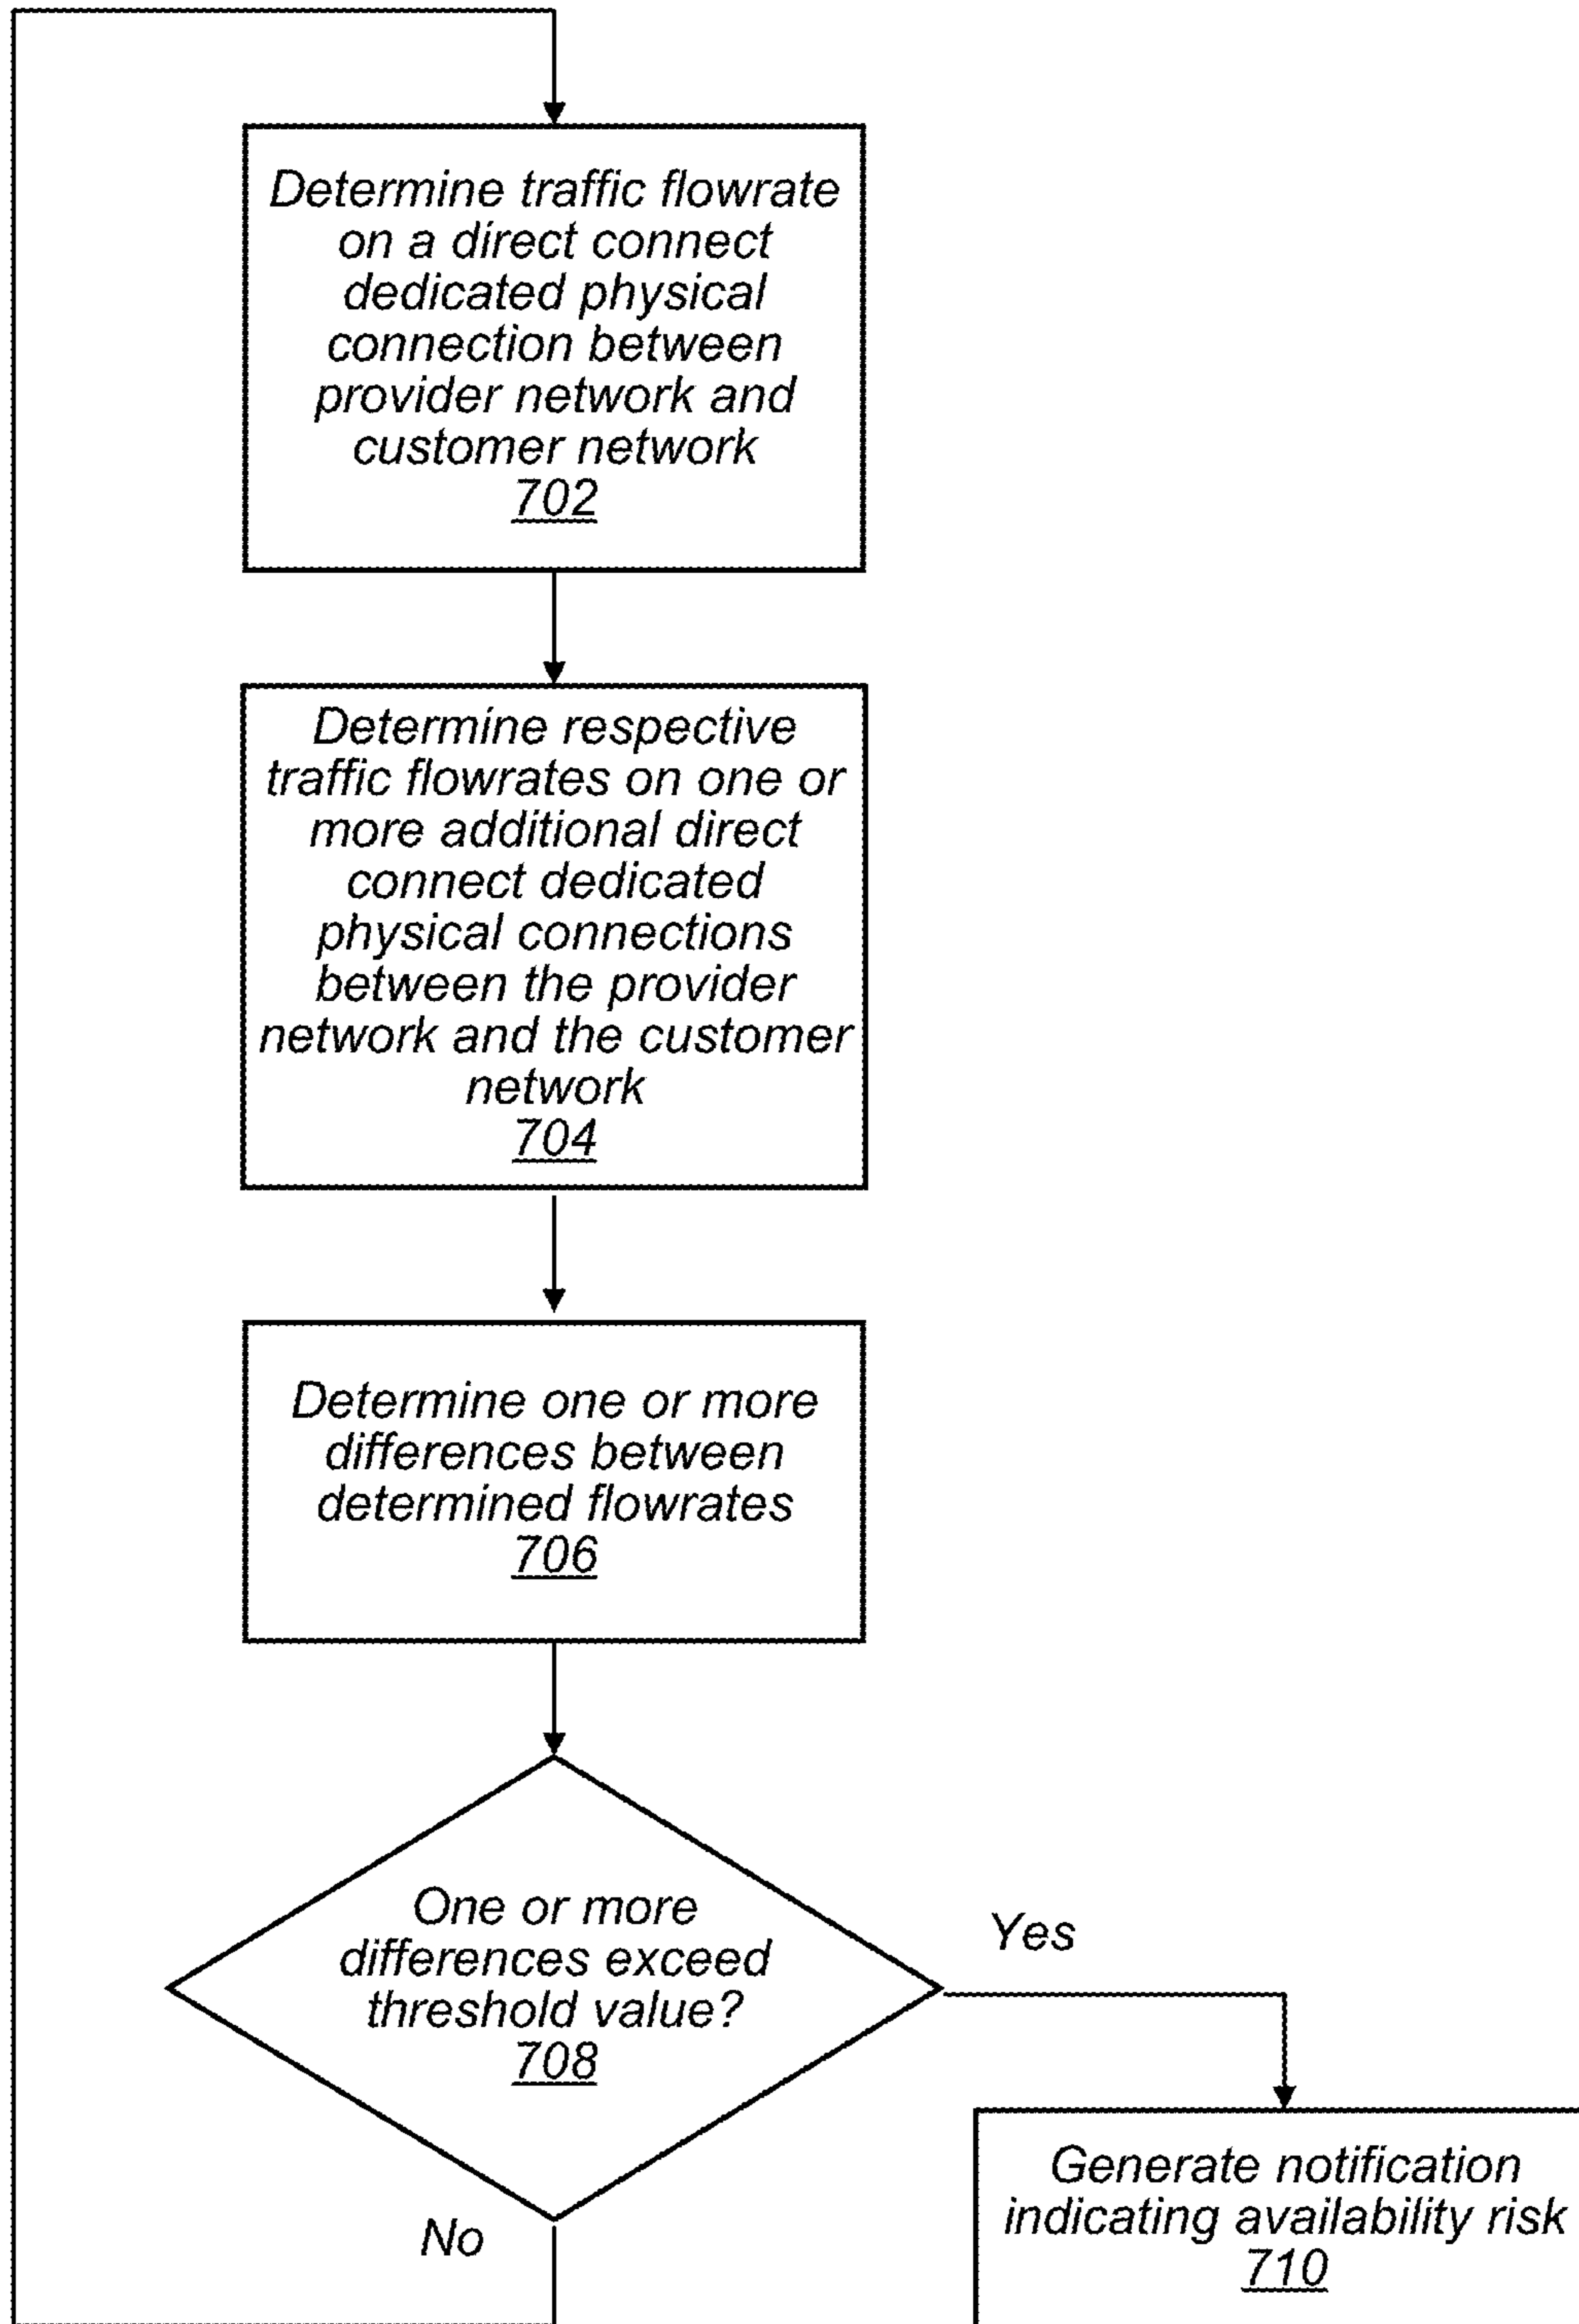 Determine traffic flowrate
on a direct connect
dedicated physical
connection between
provider network and
customer network
702
Determine respective
traffic flowrates on one or
more additional direct
connect dedicated
physical connections
between the provider
network and the customer
network
704
Determine one or more
differences between
determined flowrates
706
One or more
differences exceed
threshold value?
708
Yes
No
Generate notification
indicating availability risk
710